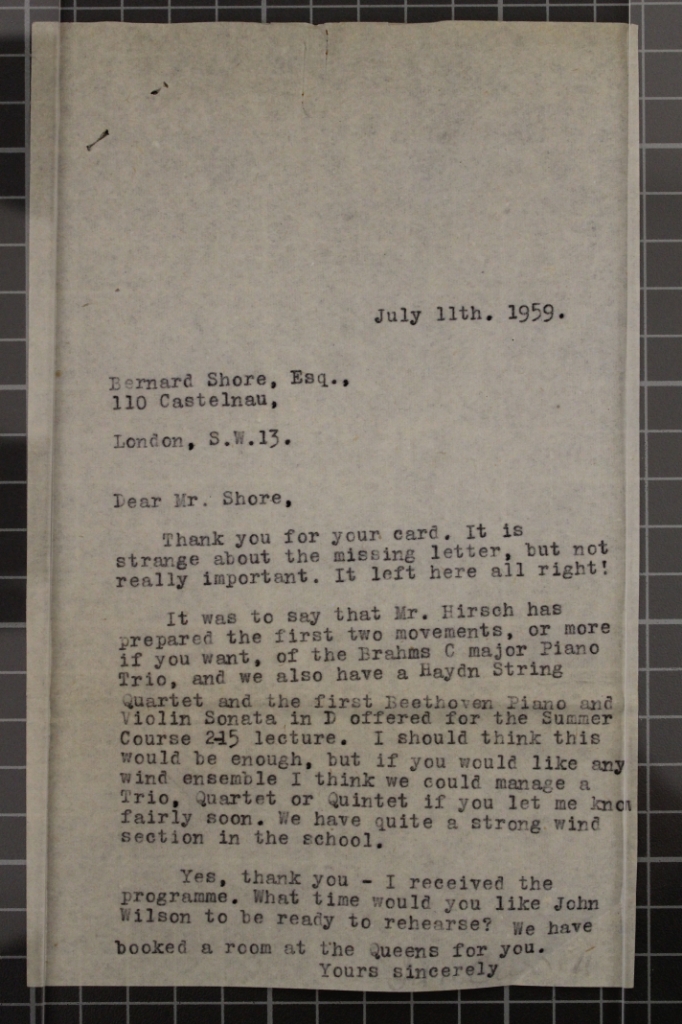 July 11th. 1959.
Bernard Shore, Esq.,
110 Castelnau,
London, S.W.13.
Dear Mr. Shore,
Thank you for your card. It is
strange about the missing letter, but not
really important. It left here all right!
It was to say that Mr. Hirsch has
prepared the first two movements, or more
if you want, of the Brahms C major Piano
Trio, and we also have a Haydn String
Quartet and the first Beethoven Piano and
Violin Sonata in D offered for the Summer
Course 2-15 lecture. I should think this
would be enough, but if you would like any
wind ensemble I think we could manage a
Trio, Quartet or Quintet if you let me know
fairly soon. We have quite a strong wind
section in the school.
Yes, thank you - I received the
programme. What time would you like John
Wilson to be ready to rehearse? We have
booked a room at the Queens for you.
Yours sincerely